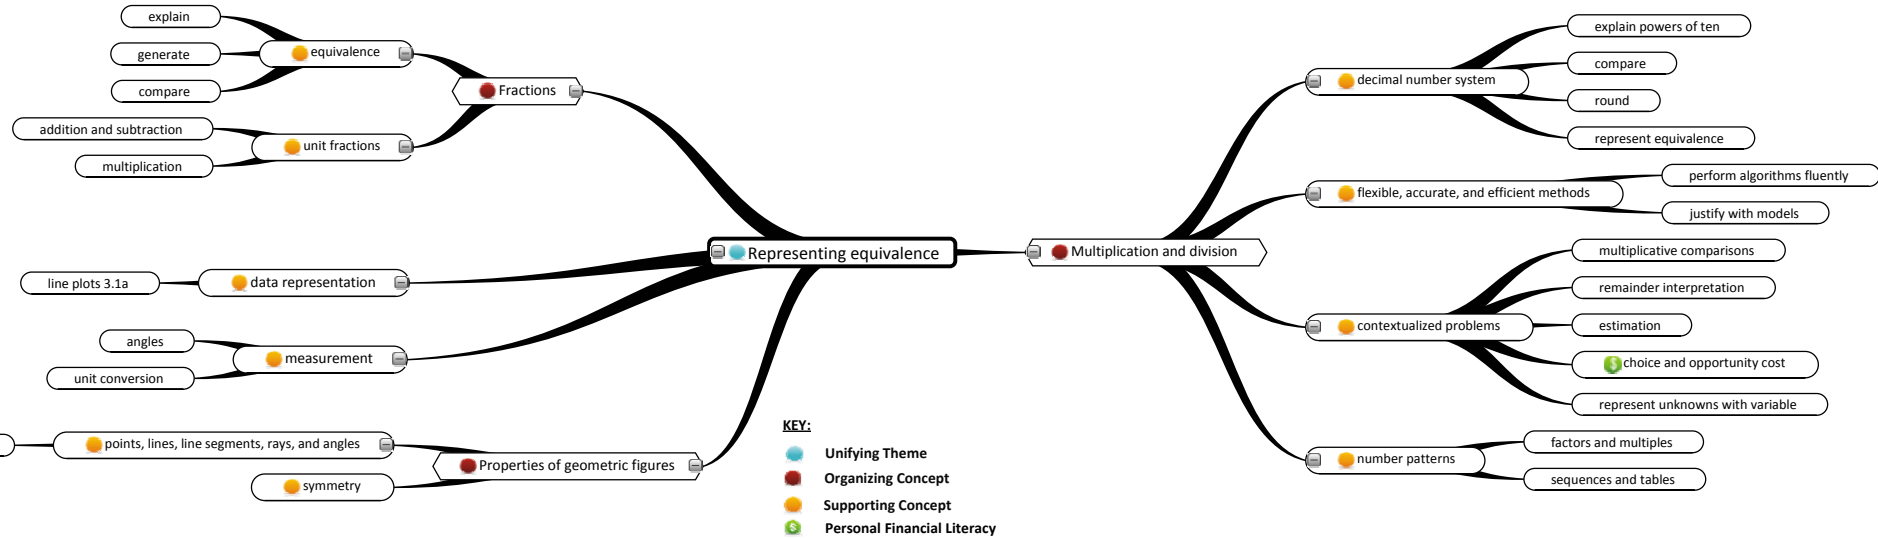 explain
generate
compare
equivalence
addition and subtraction
multiplication
unit fractions
Fractions
line plots 3.1a
data representation
angles
unit conversion
measurement
points, lines, line segments, rays, and angles
symmetry
Properties of geometric figures
Representing equivalence
Multiplication and division
decimal number system
explain powers of ten
compare
round
represent equivalence
flexible, accurate, and efficient methods
perform algorithms fluently
justify with models
contextualized problems
multiplicative comparisons
remainder interpretation
estimation
$ choice and opportunity cost
represent unknowns with variable
number patterns
factors and multiples
sequences and tables
KEY:
Unifying Theme
Organizing Concept
Supporting Concept
$ Personal Financial Literacy